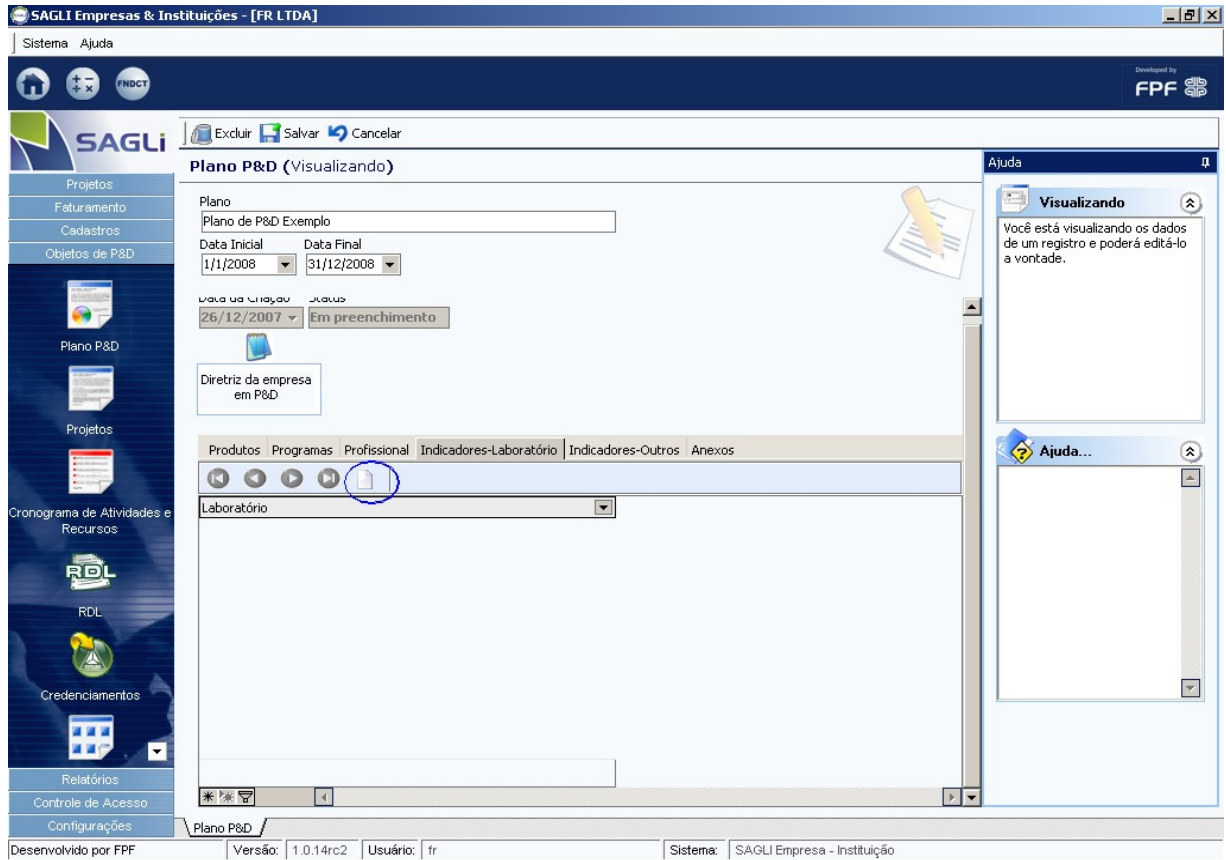 SAGLI Empresas & Instituições - [FR LTDA]
Sistema Ajuda
FNDCT
Developed by
FPF
SAGLi
Excluir Salvar Cancelar
Plano P&D (Visualizando)
Projetos
Faturamento
Cadastros
Objetos de P&D
Plano P&D
Projetos
Cronograma de Atividades e
Recursos
RDL
RDL
Credenciamentos
Relatórios
Controle de Acesso
Configurações
Plano
Plano de P&D Exemplo
Data Inicial Data Final
1/1/2008 31/12/2008
Data da Criação Status
26/12/2007 Em preenchimento
Diretriz da empresa
em P&D
Produtos Programas Profissional Indicadores-Laboratório Indicadores-Outros Anexos
Laboratório
Plano P&D
Ajuda
Visualizando
Você está visualizando os dados
de um registro e poderá editá-lo
a vontade.
Ajuda...
Desenvolvido por FPF Versão: 1.0.14rc2 Usuário: fr Sistema: SAGLI Empresa - Instituição